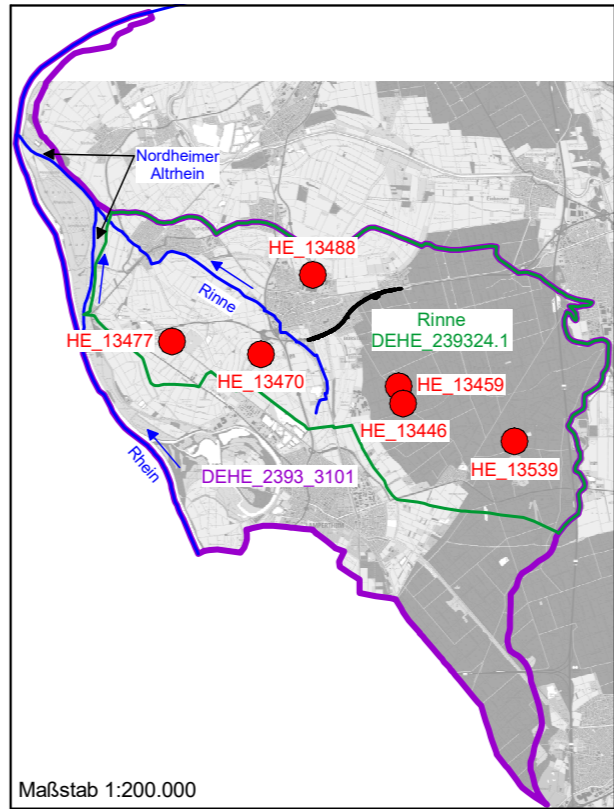 Nordheimer
Altrhein
HE_13488
Rinne
Rinne
DEHE_239324.1
HE_13477
HE_13470
HE_13459
HE_13446
HE_13539
Rhein
DEHE_2393_3101
Maßstab 1:200.000